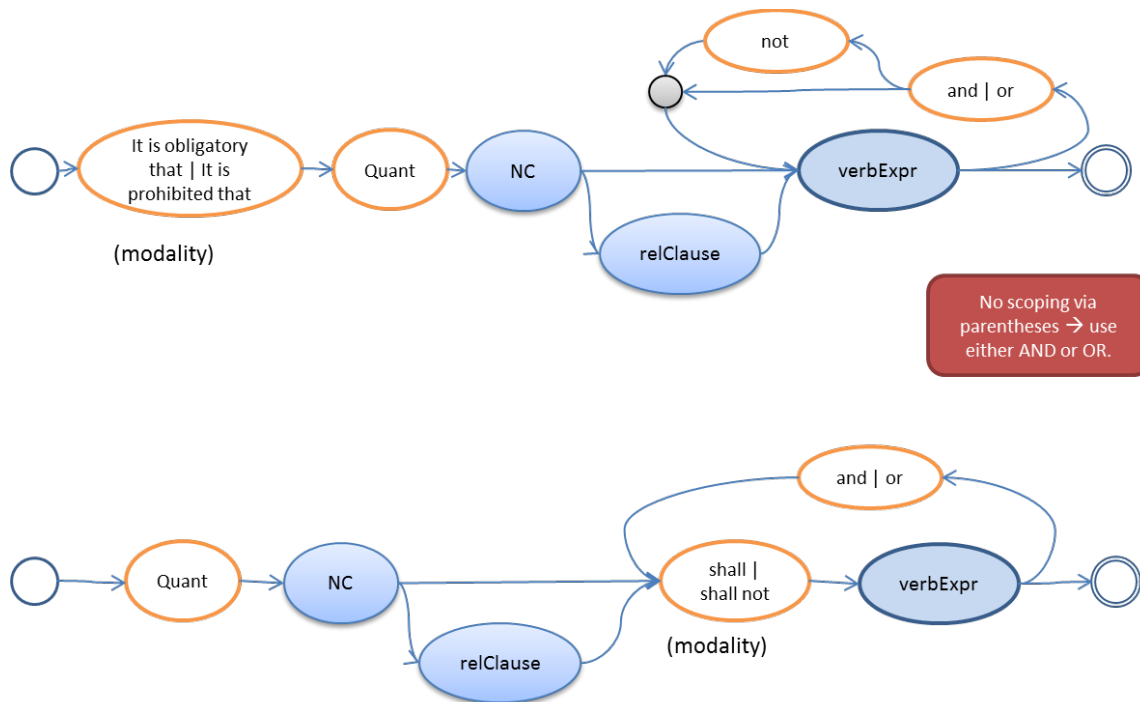 not
and | or
It is obligatory
that | It is
prohibited that
Quant
NC
verbExpr
relClause
(modality)
No scoping via
parentheses → use
either AND or OR.
and | or
Quant
NC
shall |
shall not
verbExpr
relClause
(modality)